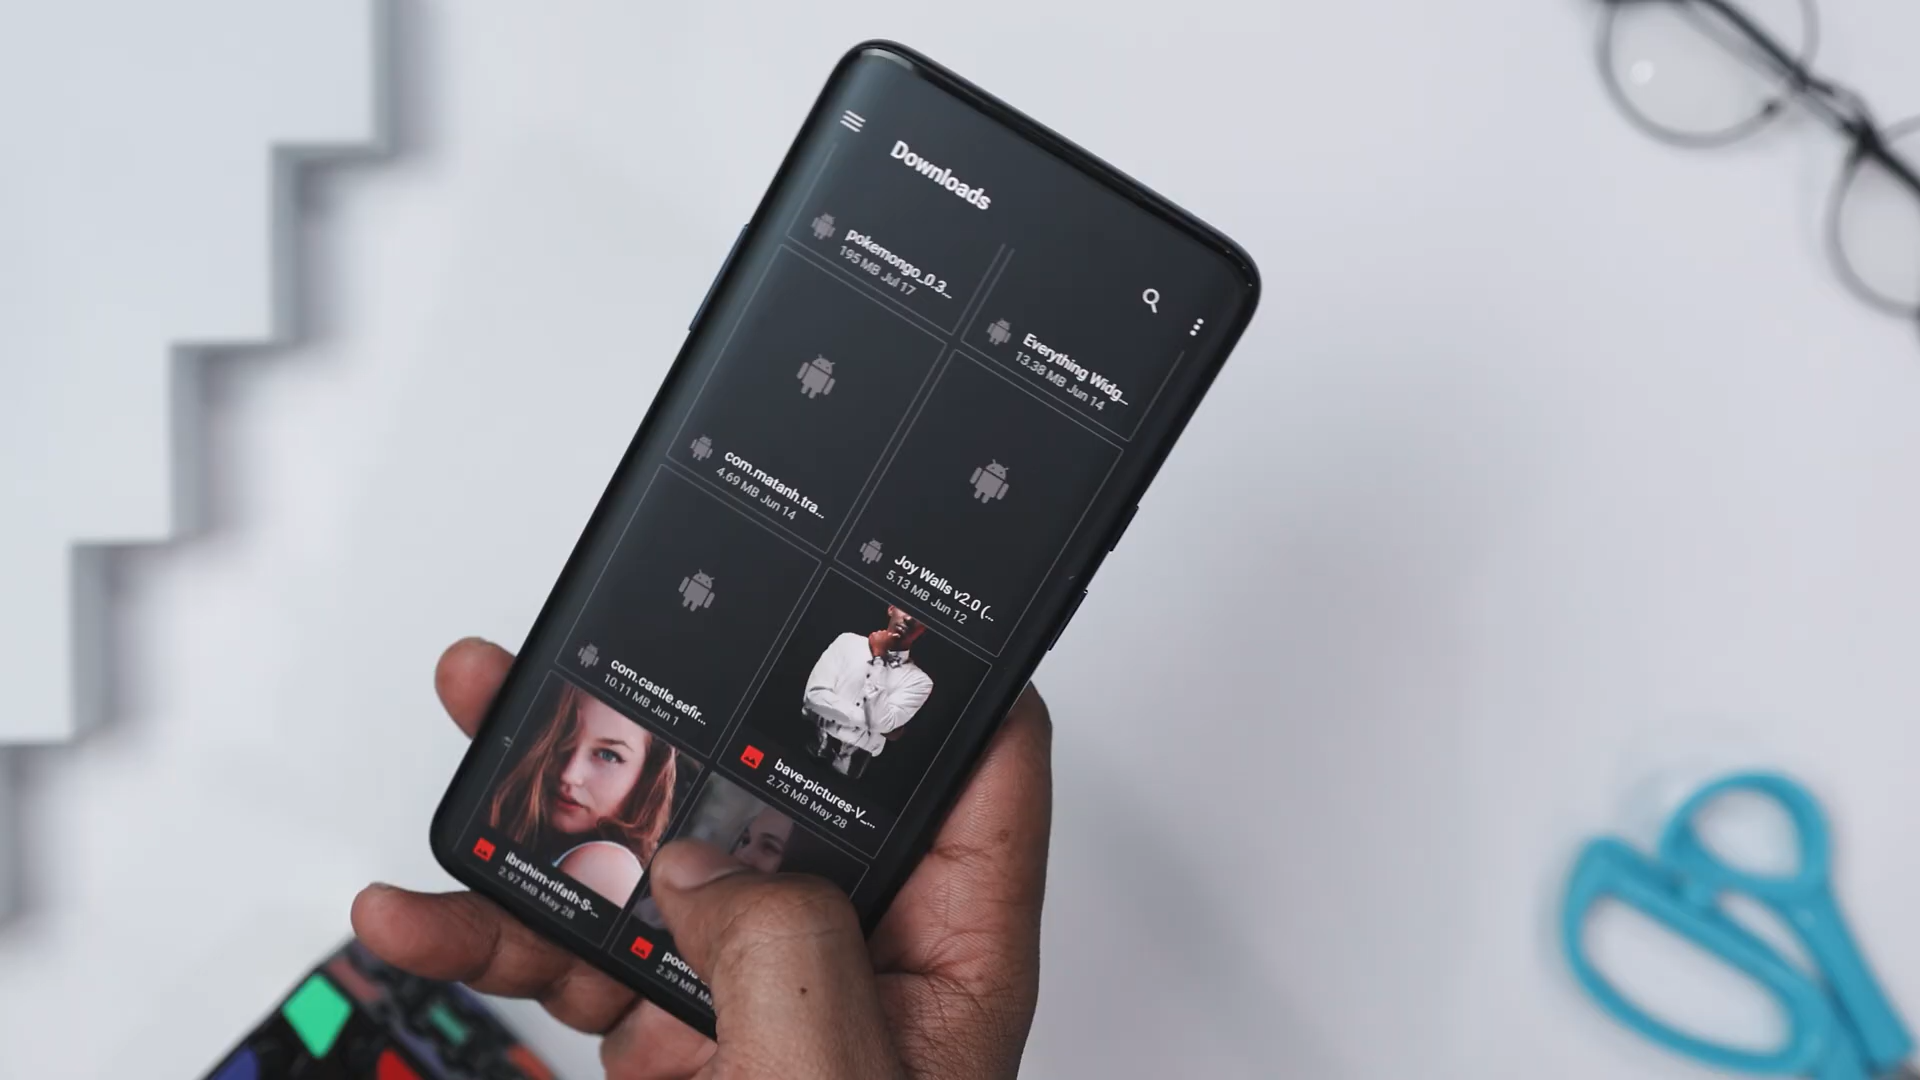 Downloads
pokemongo_0.3...
195 MB Jul 17
Everything Widg...
13.38 MB Jun 14
com.matanh.tra...
4.69 MB Jun 14
Joy Walls v2.0 (...
5.13 MB Jun 12
com.castle.sefir...
10.11 MB Jun 1
bave-pictures-V_...
2.75 MB May 28
ibrahim-rifath-S-...
2.97 MB May 28
2.39 MB